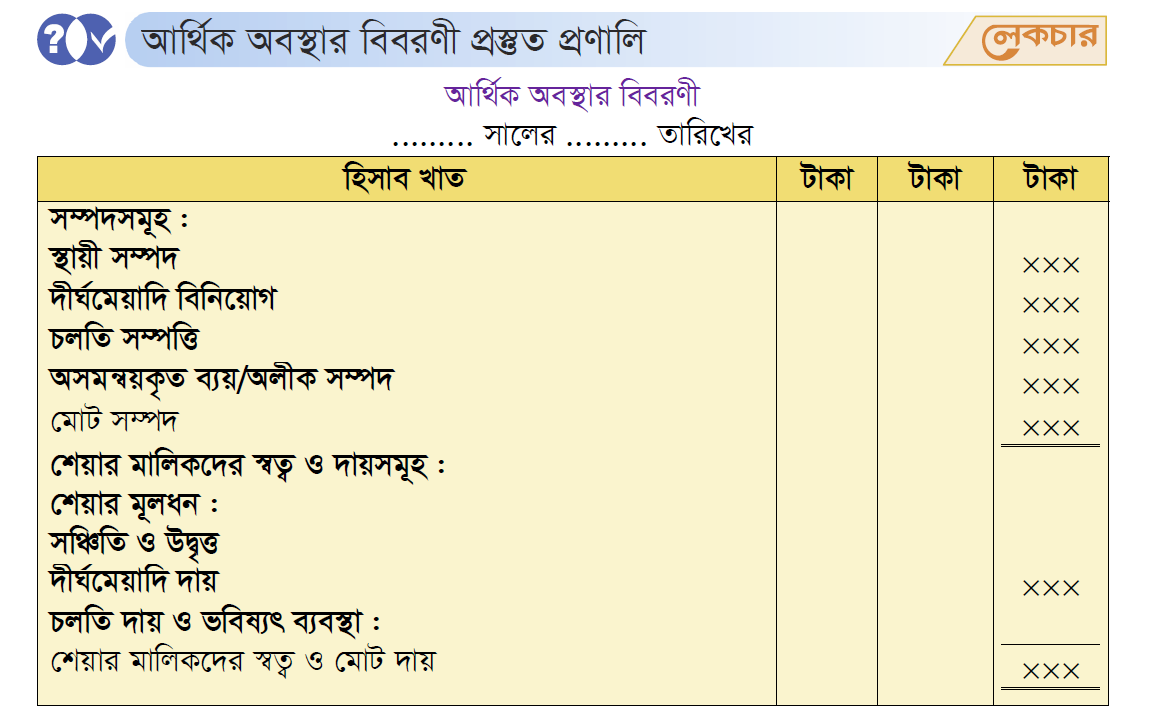 আর্থিক অবস্থার বিবরণী প্রস্তুত প্রণালি লেকচার
আর্থিক অবস্থার বিবরণী
......... সালের ......... তারিখের
হিসাব খাত টাকা টাকা টাকা
সম্পদসমূহ :
স্থায়ী সম্পদ ×××
দীর্ঘমেয়াদি বিনিয়োগ ×××
চলতি সম্পত্তি ×××
অসমন্বয়কৃত ব্যয়/অলীক সম্পদ ×××
মোট সম্পদ ×××
শেয়ার মালিকদের স্বত্ব ও দায়সমূহ :
শেয়ার মূলধন :
সঞ্চিতি ও উদ্বৃত্ত
দীর্ঘমেয়াদি দায় ×××
চলতি দায় ও ভবিষ্যৎ ব্যবস্থা :
শেয়ার মালিকদের স্বত্ব ও মোট দায় ×××